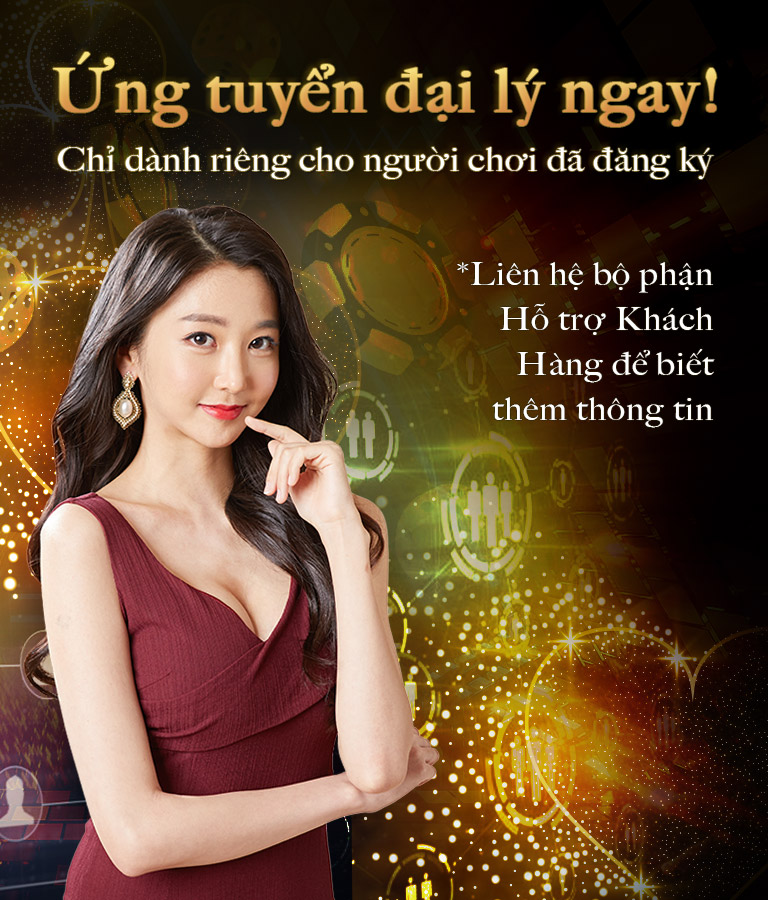 Ứng tuyển đại lý ngay!
Chỉ dành riêng cho người chơi đã đăng ký
*Liên hệ bộ phận
Hỗ trợ Khách
Hàng để biết
thêm thông tin